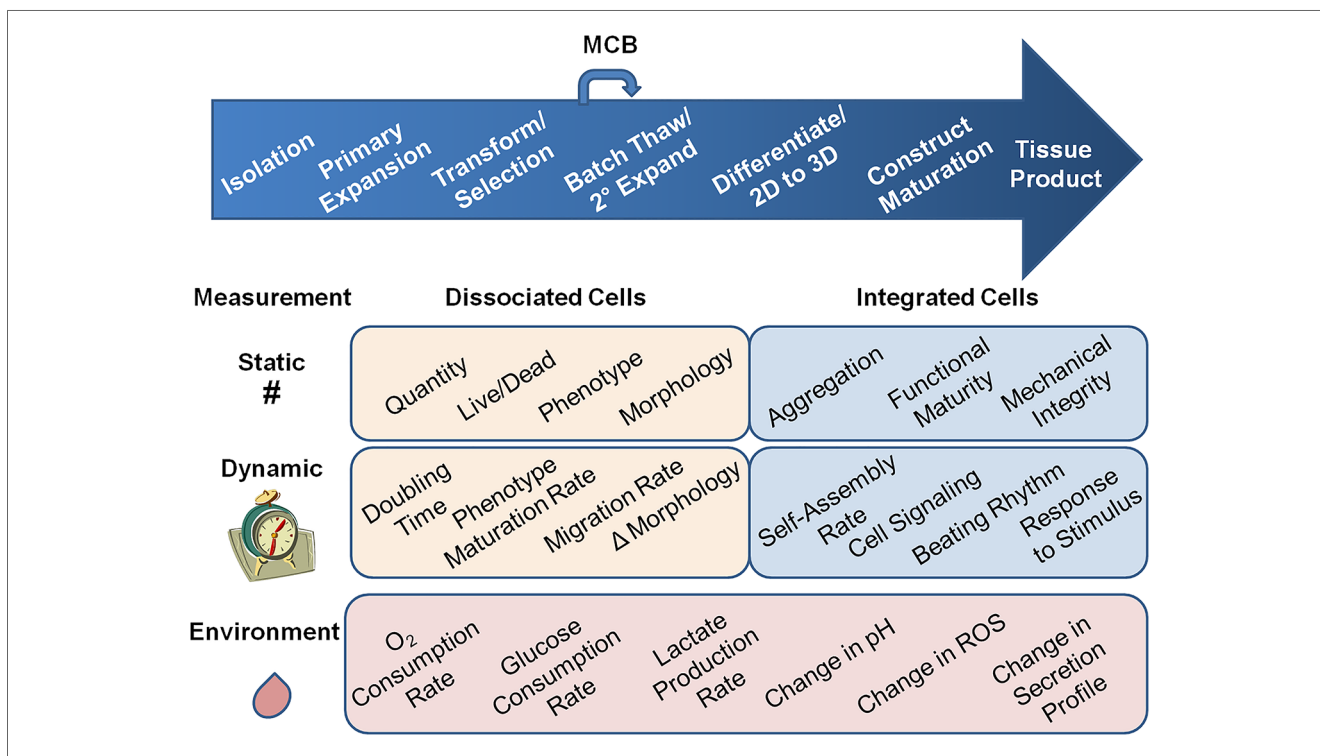 MCB
Isolation
Primary
Expansion
Transform/
Selection
Batch Thaw/
2° Expand
Differentiate/
2D to 3D
Construct
Maturation
Tissue
Product
Measurement
Dissociated Cells
Integrated Cells
Static
#
Quantity
Live/Dead
Phenotype
Morphology
Aggregation
Functional
Maturity
Mechanical
Integrity
Dynamic
Doubling
Time
Phenotype
Maturation Rate
Migration Rate
Δ Morphology
Self-Assembly
Rate
Cell Signaling
Beating Rhythm
Response
to Stimulus
Environment
O₂
Consumption
Rate
Glucose
Consumption
Rate
Lactate
Production
Rate
Change in pH
Change in ROS
Change in
Secretion
Profile